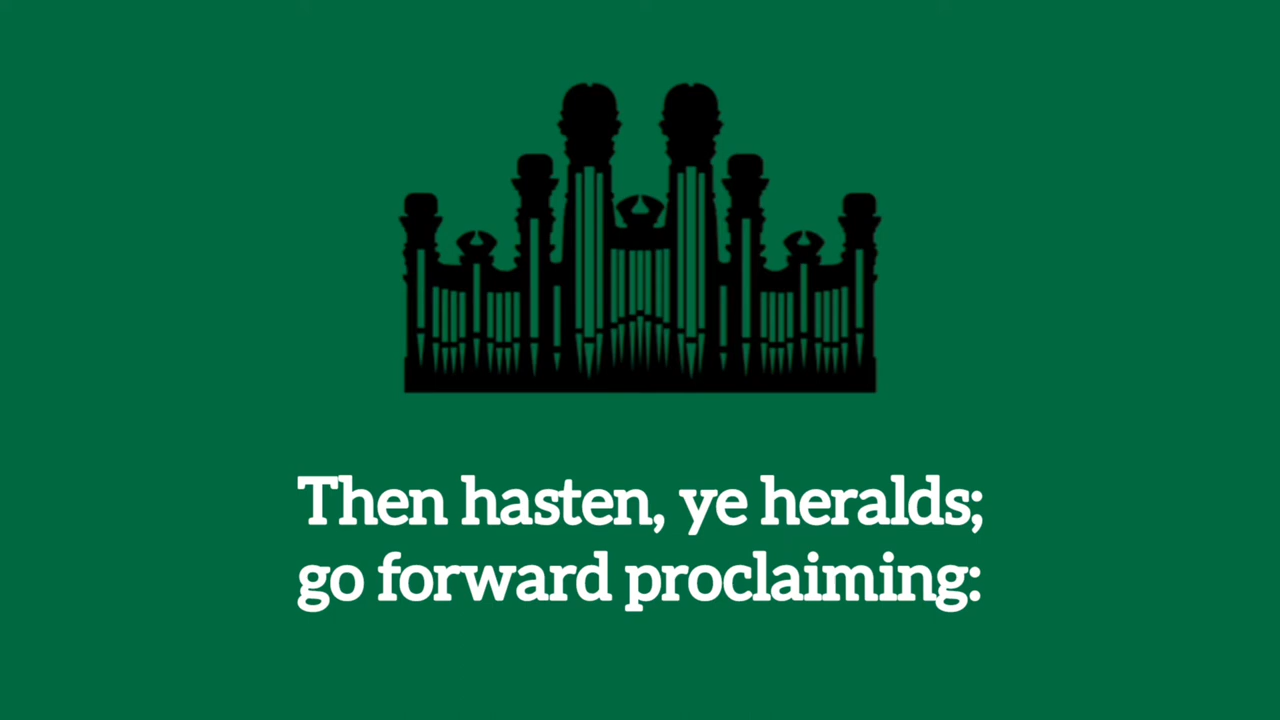 Then hasten, ye heralds;
go forward proclaiming: